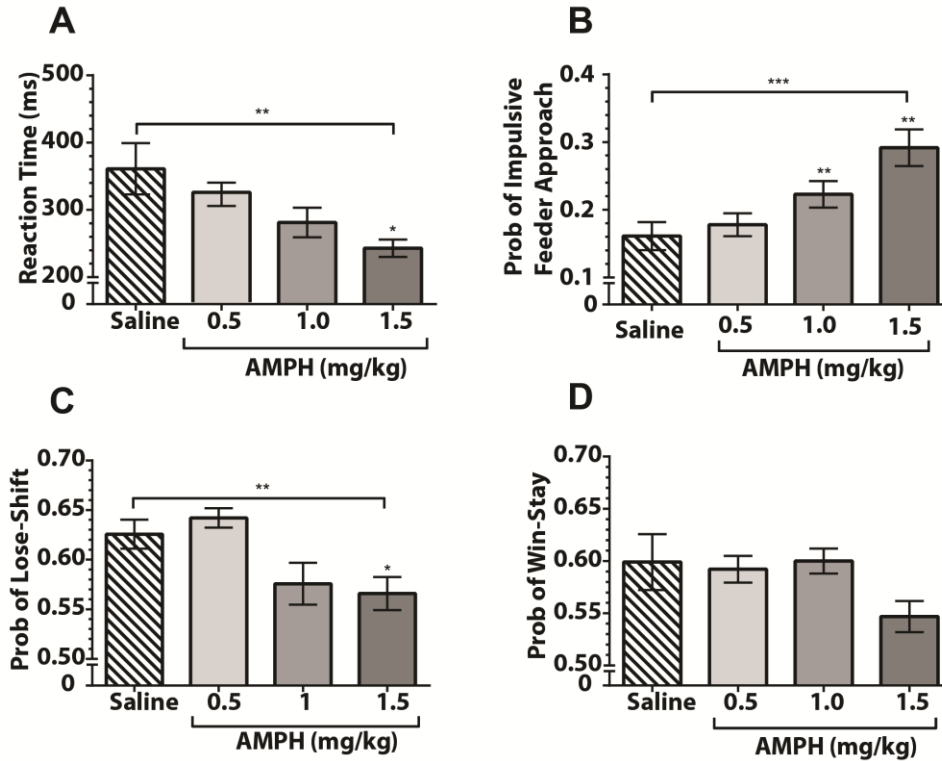 A
Reaction Time (ms)
500
400
300
200
0
**
*
Saline 0.5 1.0 1.5
AMPH (mg/kg)
B
Prob of Impulsive
Feeder Approach
0.4
0.3
0.2
0.1
0
***
**
**
Saline 0.5 1.0 1.5
AMPH (mg/kg)
C
Prob of Lose-Shift
0.70
0.65
0.60
0.55
0.50
0
**
*
Saline 0.5 1 1.5
AMPH (mg/kg)
D
Prob of Win-Stay
0.70
0.60
0.55
0.50
0
Saline 0.5 1.0 1.5
AMPH (mg/kg)